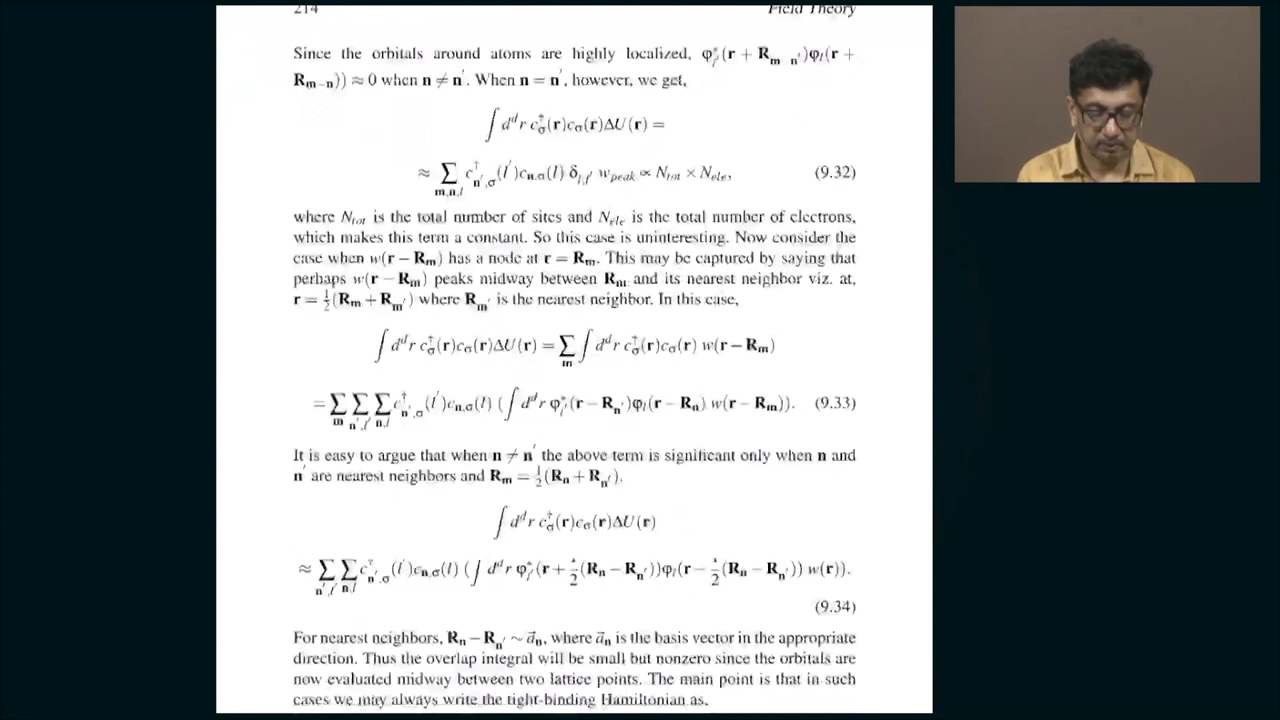 214 Field Theory
Since the orbitals around atoms are highly localized, φ*_{l'}(r + R_{m−n'})φ_l(r +
R_{m−n})) ≈ 0 when n ≠ n'. When n = n', however, we get,
∫ d^d r c†_σ(r)c_σ(r)ΔU(r) =
≈ Σ_{m,n,l} c†_{n',σ}(l')c_{n,σ}(l) δ_{l,l'} w_{peak} ∝ N_{tot} × N_{ele}, (9.32)
where N_{tot} is the total number of sites and N_{ele} is the total number of electrons,
which makes this term a constant. So this case is uninteresting. Now consider the
case when w(r − R_m) has a node at r = R_m. This may be captured by saying that
perhaps w(r − R_m) peaks midway between R_m and its nearest neighbor viz. at,
r = ½(R_m + R_{m'}) where R_{m'} is the nearest neighbor. In this case,
∫ d^d r c†_σ(r)c_σ(r)ΔU(r) = Σ_m ∫ d^d r c†_σ(r)c_σ(r) w(r − R_m)
= Σ_m Σ_{n',l'} Σ_{n,l} c†_{n',σ}(l')c_{n,σ}(l) (∫ d^d r φ*_{l'}(r − R_{n'})φ_l(r − R_n) w(r − R_m)). (9.33)
It is easy to argue that when n ≠ n' the above term is significant only when n and
n' are nearest neighbors and R_m = ½(R_n + R_{n'}).
∫ d^d r c†_σ(r)c_σ(r)ΔU(r)
≈ Σ_{n',l'} Σ_{n,l} c†_{n',σ}(l')c_{n,σ}(l) (∫ d^d r φ*_{l'}(r + ½(R_n − R_{n'}))φ_l(r − ½(R_n − R_{n'})) w(r)).
(9.34)
For nearest neighbors, R_n − R_{n'} ∼ a⃗_n, where a⃗_n is the basis vector in the appropriate
direction. Thus the overlap integral will be small but nonzero since the orbitals are
now evaluated midway between two lattice points. The main point is that in such
cases we may always write the tight-binding Hamiltonian as,